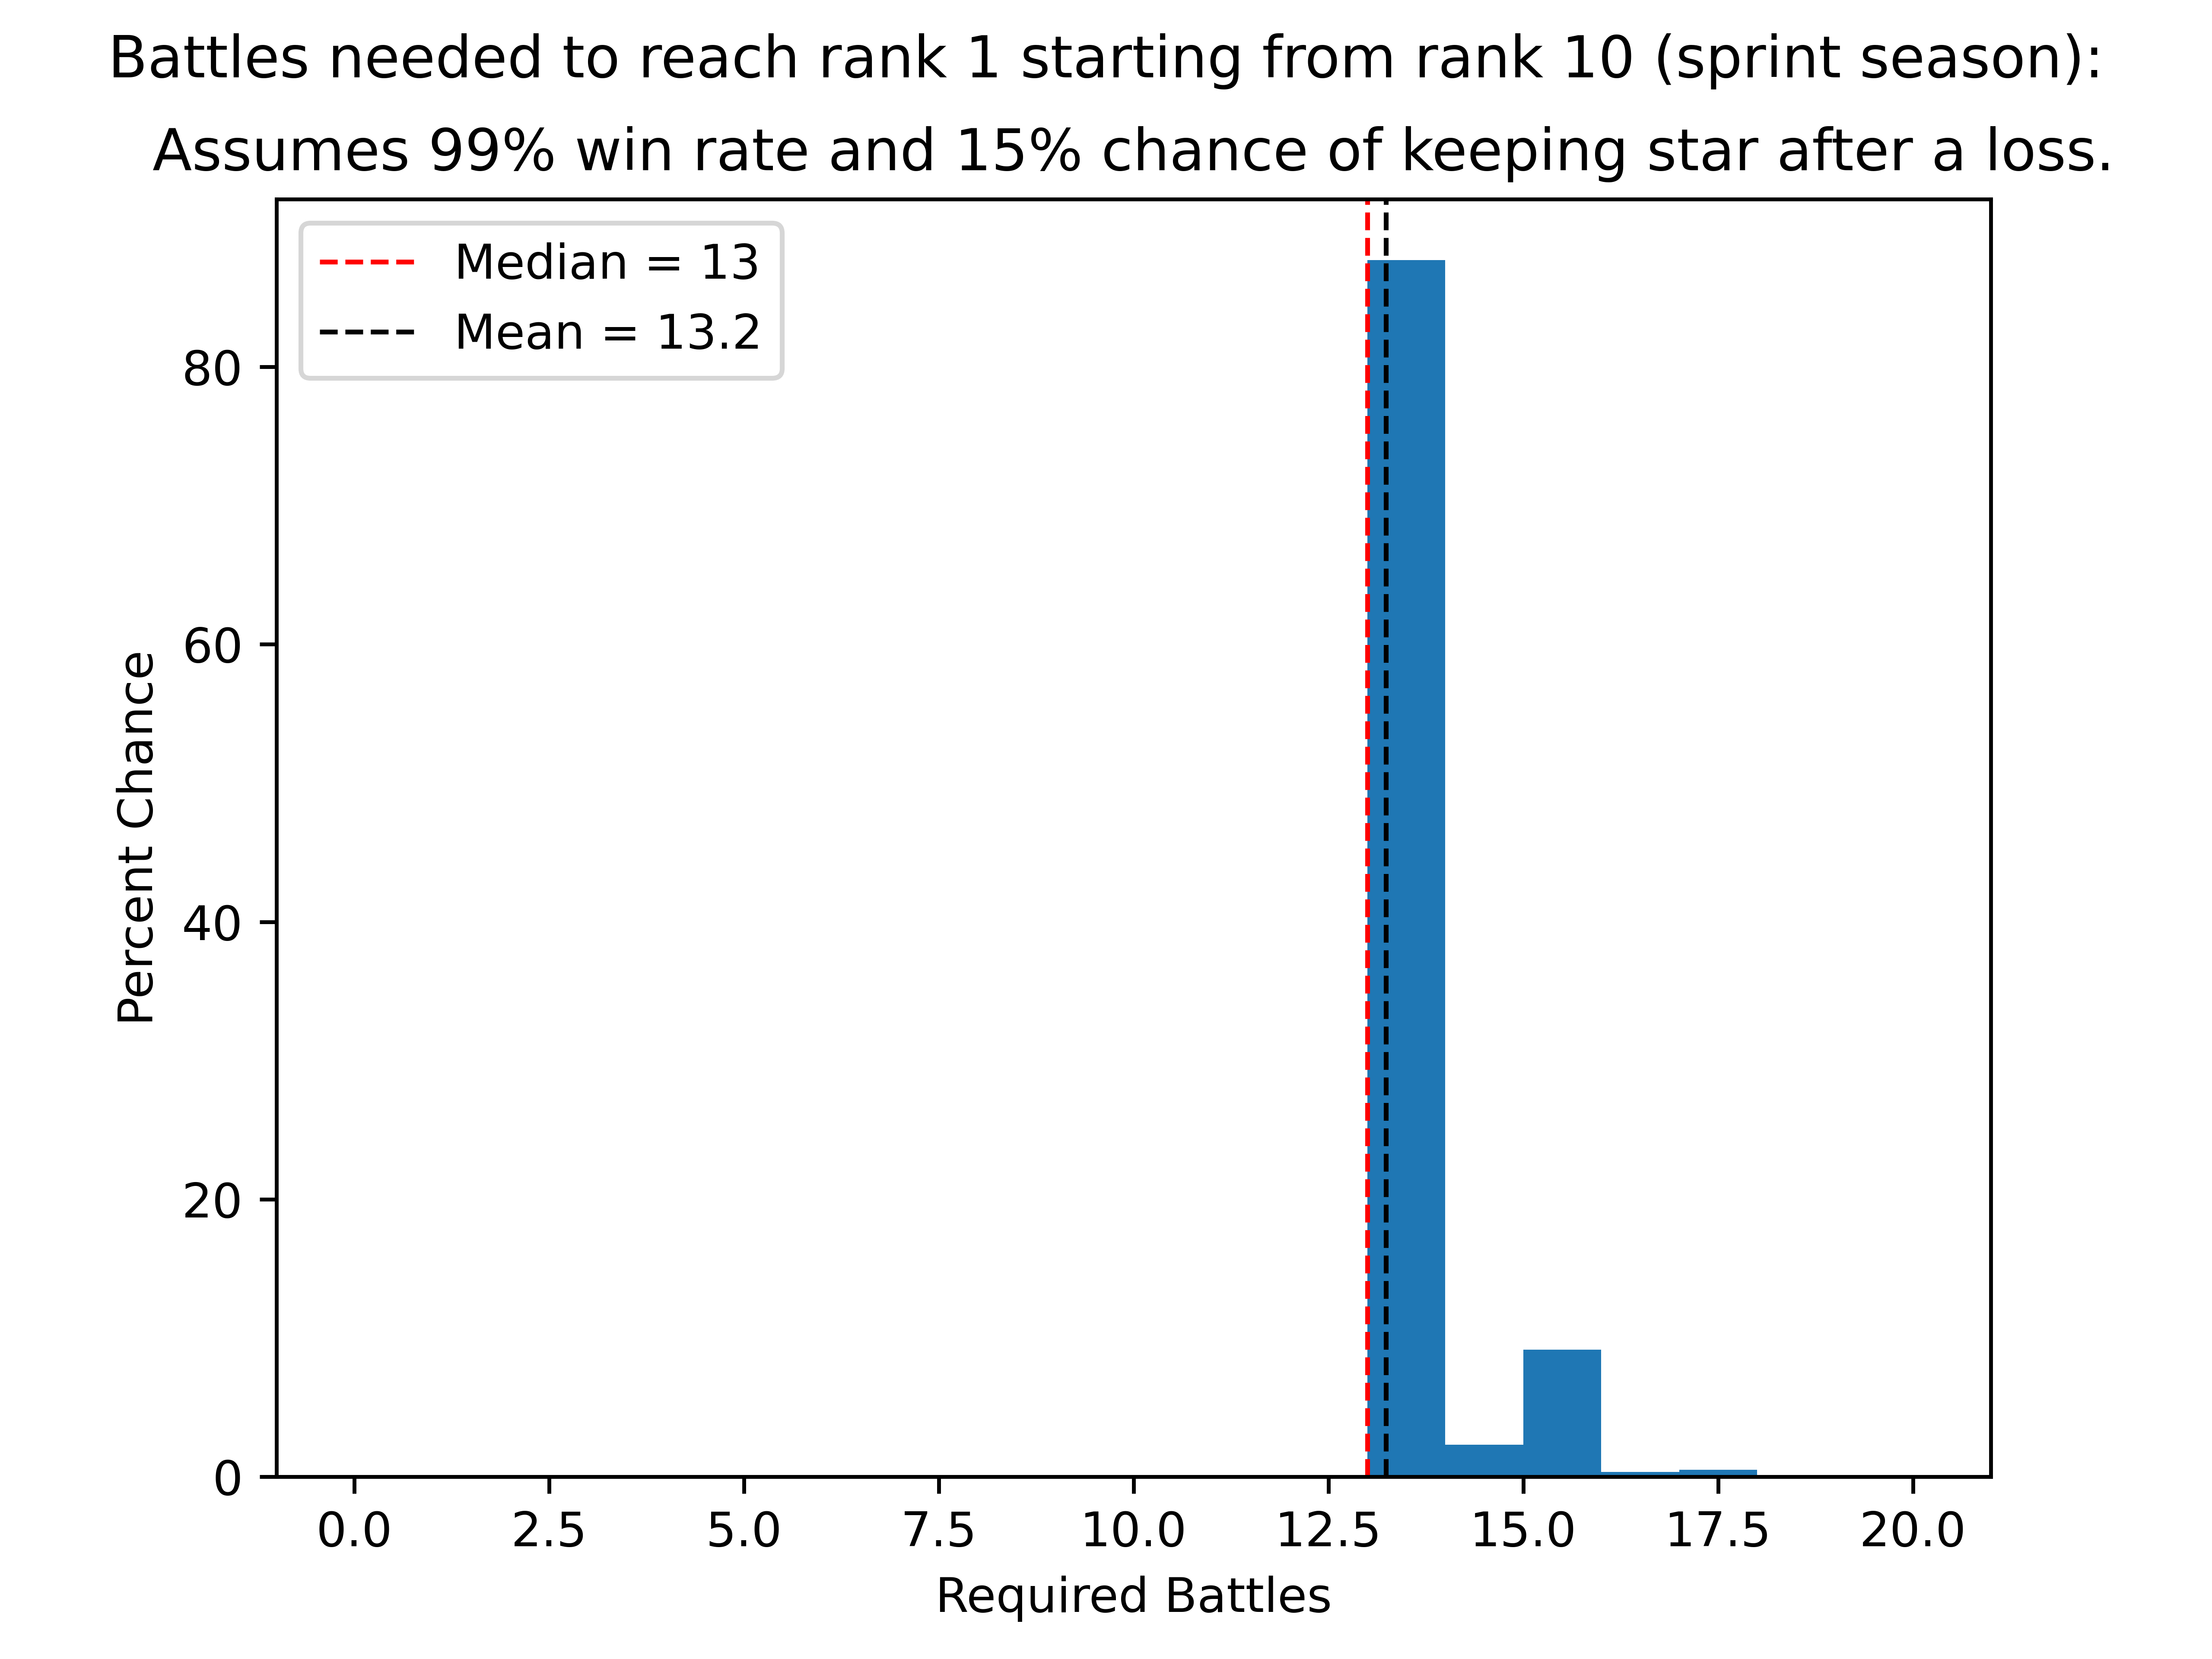 Battles needed to reach rank 1 starting from rank 10 (sprint season):
Assumes 99% win rate and 15% chance of keeping star after a loss.
Median = 13
Mean = 13.2
80
60
40
20
0
Percent Chance
0.0 2.5 5.0 7.5 10.0 12.5 15.0 17.5 20.0
Required Battles